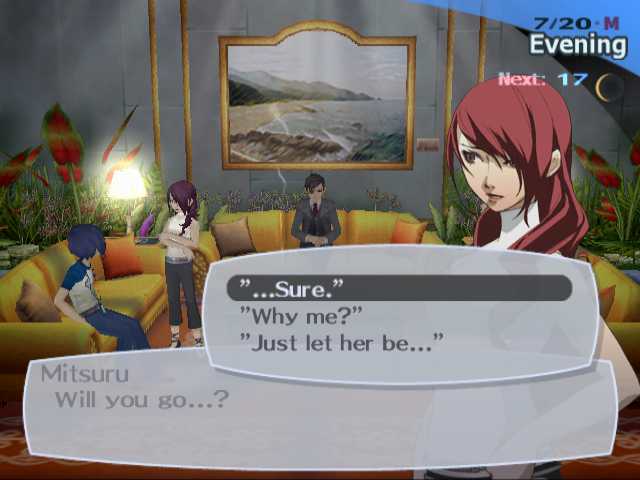 7/20·M
Evening
Next: 17
"...Sure."
"Why me?"
"Just let her be..."
Mitsuru
Will you go...?